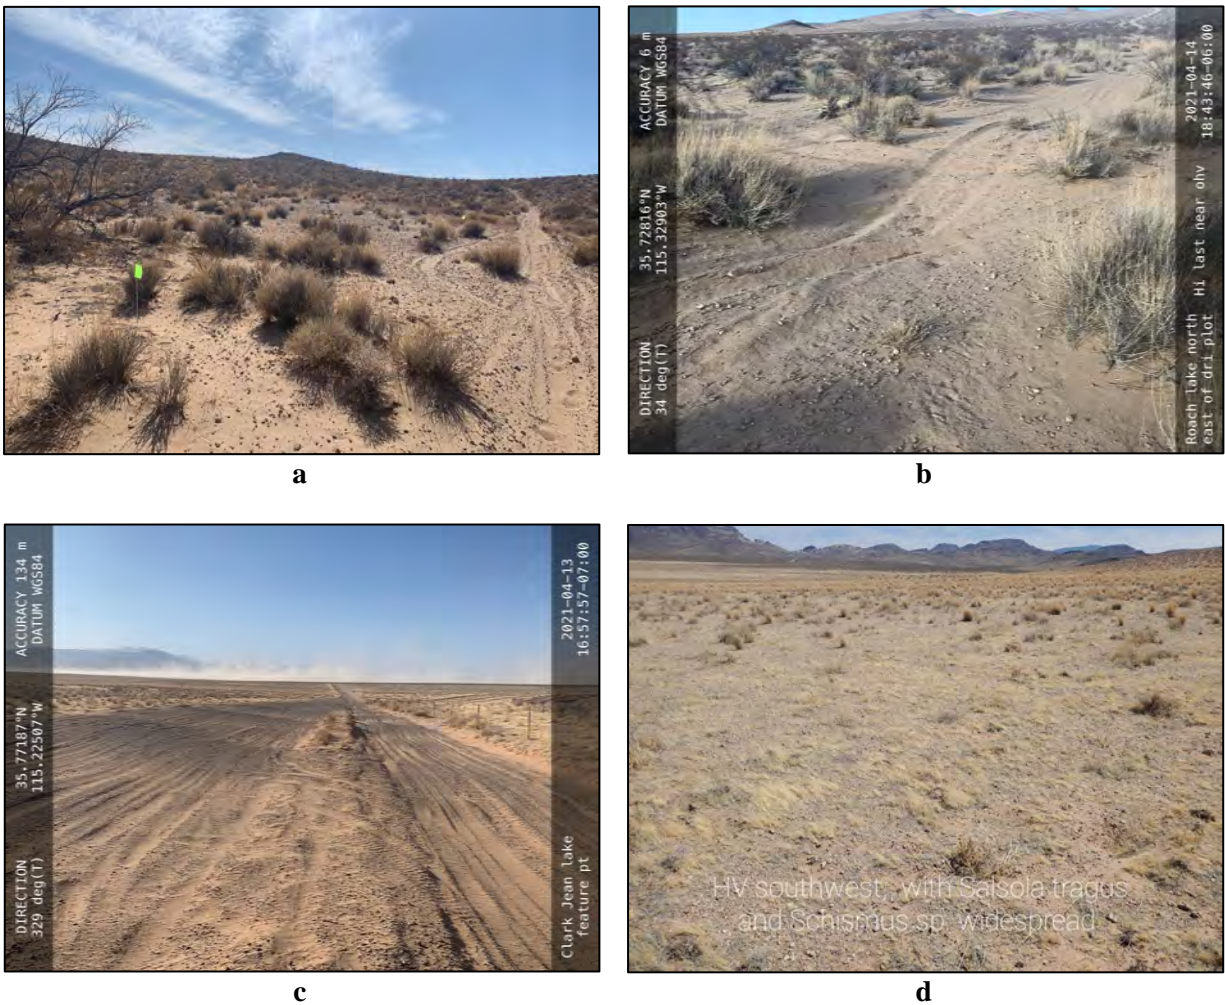 a
ACCURACY 6 m
DATUM WGS84
35.72816°N
115.32903°W
DIRECTION
34 deg(T)
2021-04-14
18:43:46-06:00
Roach lake north Hi last near ohv
east of dri plot
b
ACCURACY 134 m
DATUM WGS84
35.77187°N
115.22507°W
DIRECTION
329 deg(T)
2021-04-13
16:57:57-07:00
Clark Jean lake
feature pt
c
HV southwest, with Salsola tragus
and Schismus sp. widespread
d